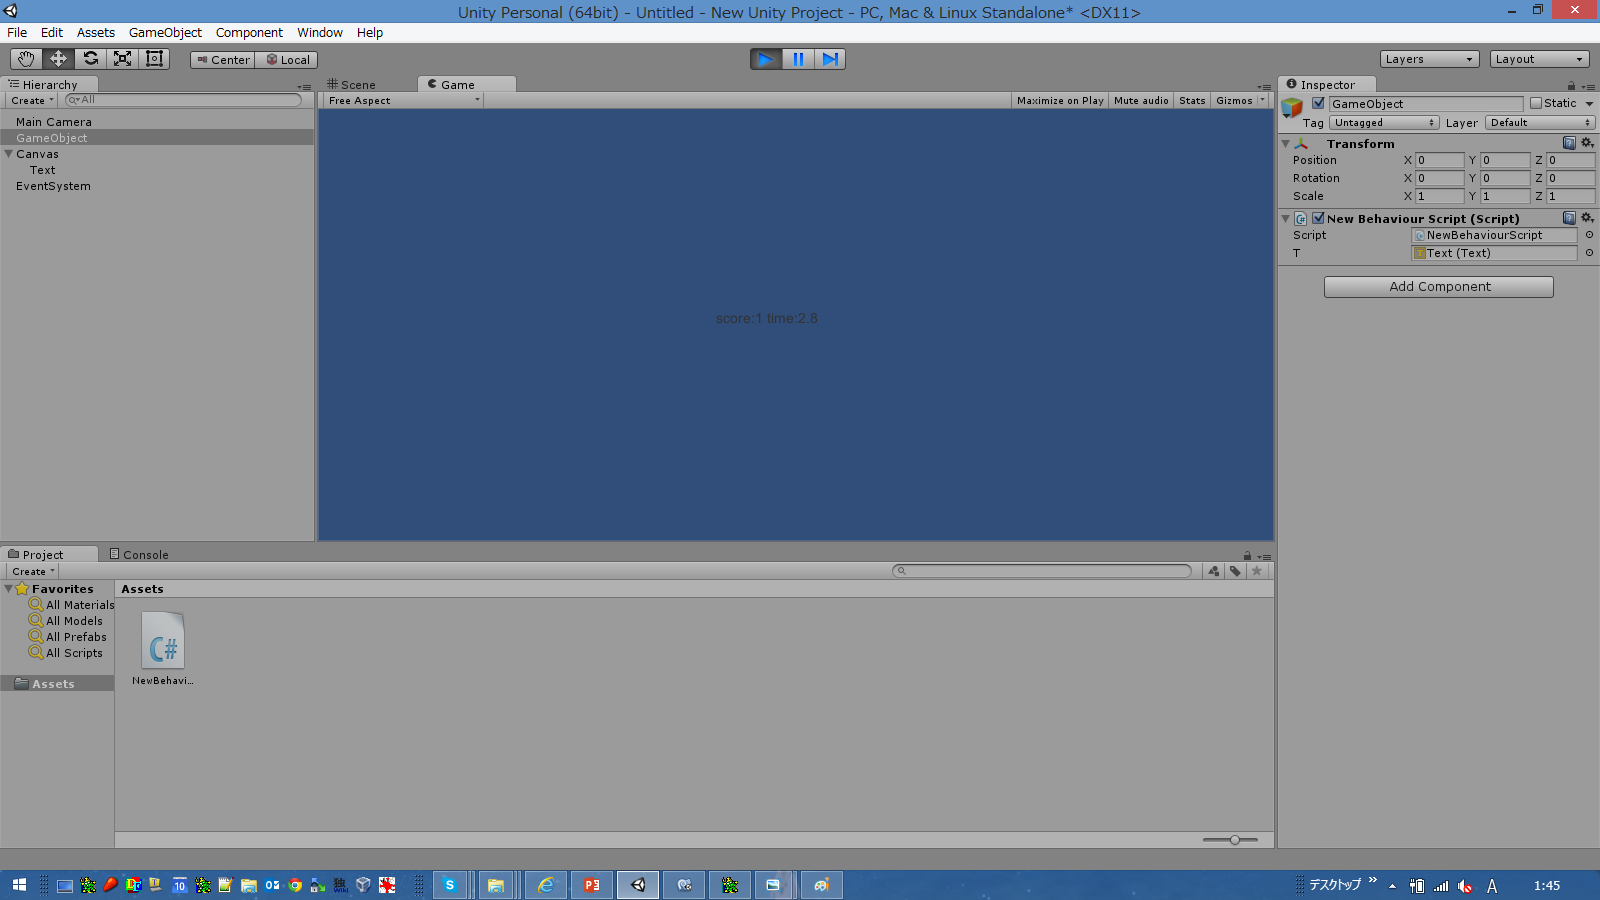 Unity Personal (64bit) - Untitled - New Unity Project - PC, Mac & Linux Standalone* <DX11>
File Edit Assets GameObject Component Window Help
Center Local Layers Layout
Hierarchy
Create All
Main Camera
GameObject
Canvas
Text
EventSystem
Scene Game
Free Aspect Maximize on Play Mute audio Stats Gizmos
score:1 time:2.8
Inspector
GameObject Static
Tag Untagged Layer Default
Transform
Position X 0 Y 0 Z 0
Rotation X 0 Y 0 Z 0
Scale X 1 Y 1 Z 1
New Behaviour Script (Script)
Script NewBehaviourScript
T Text (Text)
Add Component
Project Console
Create
Favorites
All Materials
All Models
All Prefabs
All Scripts
Assets
Assets
C#
NewBehavi...
デスクトップ A 1:45